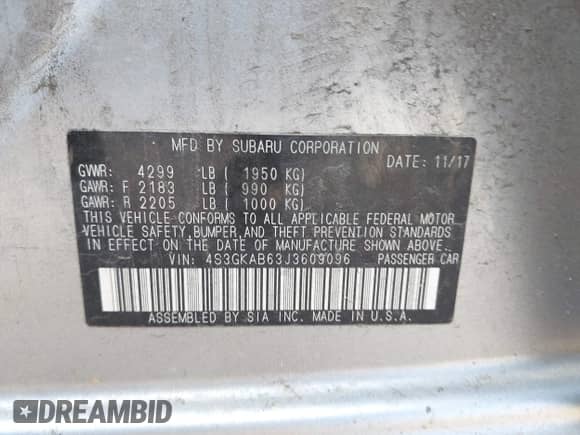 MFD BY SUBARU CORPORATION
DATE: 11/17
GVWR: 4299 LB ( 1950 KG)
GAWR: F 2183 LB ( 990 KG)
GAWR: R 2205 LB ( 1000 KG)
THIS VEHICLE CONFORMS TO ALL APPLICABLE FEDERAL MOTOR
VEHICLE SAFETY, BUMPER, AND THEFT PREVENTION STANDARDS
IN EFFECT ON THE DATE OF MANUFACTURE SHOWN ABOVE.
VIN: 4S3GKAB63J3609096 PASSENGER CAR
ASSEMBLED BY SIA INC. MADE IN U.S.A.
DREAMBID